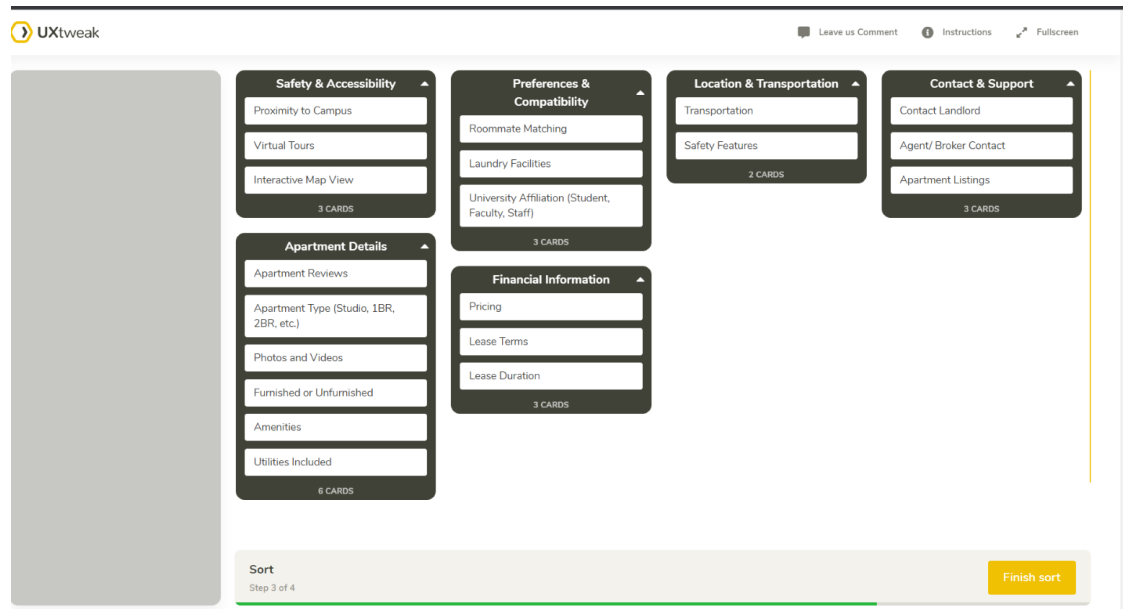 UXtweak
Leave us Comment
Instructions
Fullscreen
Safety & Accessibility
Proximity to Campus
Virtual Tours
Interactive Map View
3 CARDS
Apartment Details
Apartment Reviews
Apartment Type (Studio, 1BR,
2BR, etc.)
Photos and Videos
Furnished or Unfurnished
Amenities
Utilities Included
6 CARDS
Preferences &
Compatibility
Roommate Matching
Laundry Facilities
University Affiliation (Student,
Faculty, Staff)
3 CARDS
Financial Information
Pricing
Lease Terms
Lease Duration
3 CARDS
Location & Transportation
Transportation
Safety Features
2 CARDS
Contact & Support
Contact Landlord
Agent/ Broker Contact
Apartment Listings
3 CARDS
Sort
Step 3 of 4
Finish sort